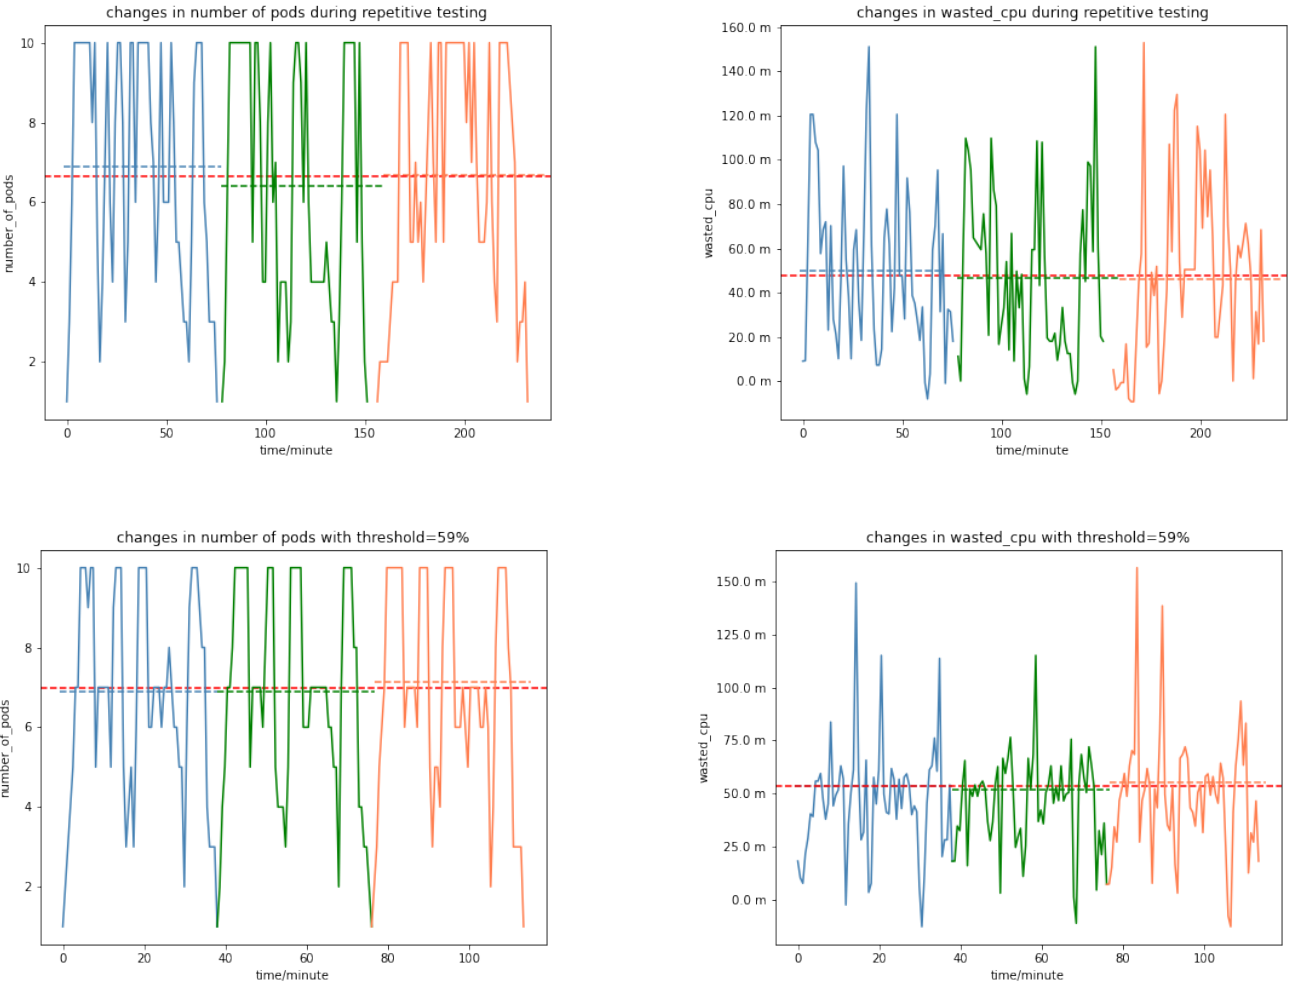 changes in number of pods during repetitive testing
10
8
6
4
2
number_of_pods
0 50 100 150 200
time/minute
changes in wasted_cpu during repetitive testing
160.0 m
140.0 m
120.0 m
100.0 m
80.0 m
60.0 m
40.0 m
20.0 m
0.0 m
wasted_cpu
0 50 100 150 200
time/minute
changes in number of pods with threshold=59%
10
8
6
4
2
number_of_pods
0 20 40 60 80 100
time/minute
changes in wasted_cpu with threshold=59%
150.0 m
125.0 m
100.0 m
75.0 m
50.0 m
25.0 m
0.0 m
wasted_cpu
0 20 40 60 80 100
time/minute